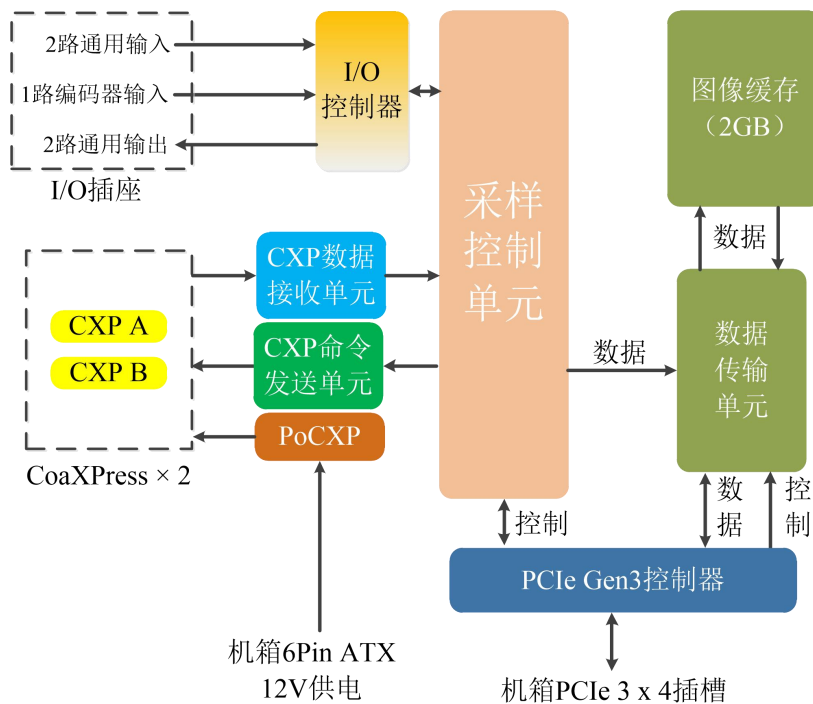 2路通用输入
1路编码器输入
2路通用输出
I/O插座
I/O
控制器
采样
控制
单元
图像缓存
（2GB）
数据
CXP数据
接收单元
CXP A
CXP B
CXP命令
发送单元
PoCXP
CoaXPress × 2
数据
数据
传输
单元
控制
数
据
控
制
PCIe Gen3控制器
机箱6Pin ATX
12V供电
机箱PCIe 3 x 4插槽